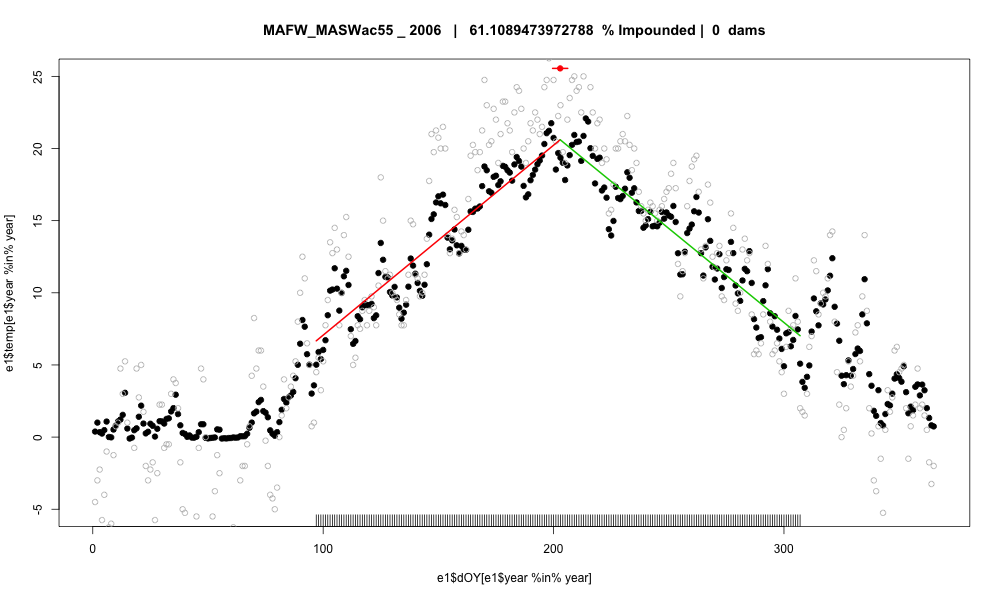 MAFW_MASWac55 _ 2006 | 61.1089473972788 % Impounded | 0 dams
25
20
15
10
5
0
-5
e1$temp[e1$year %in% year]
0 100 200 300
e1$dOY[e1$year %in% year]